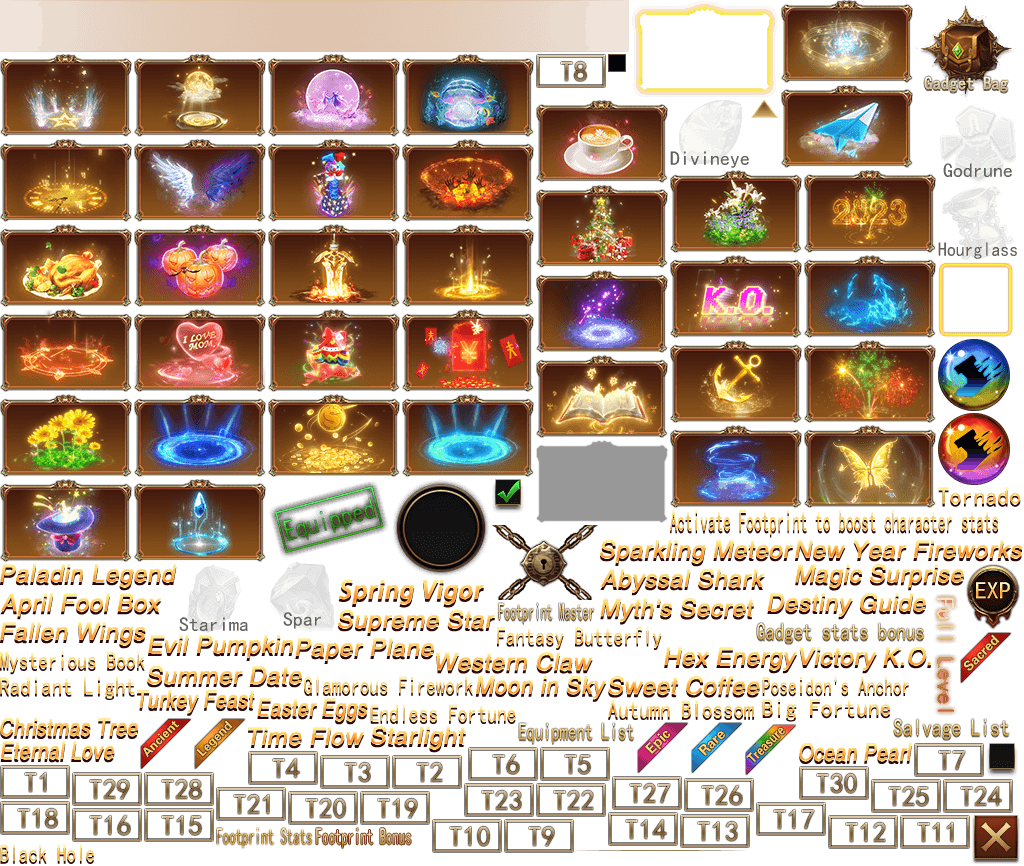 T8
Gadget Bag
Divineye
Godrune
2023
Hourglass
K.O.
I LOVE
MOM.
¥
Tornado
Equipped
Activate Footprint to boost character stats
Sparkling Meteor
New Year Fireworks
Paladin Legend
Abyssal Shark
Magic Surprise
EXP
Spring Vigor
April Fool Box
Footprint Master
Myth's Secret
Destiny Guide
Starima
Spar
Supreme Star
Fallen Wings
Fantasy Butterfly
Gadget stats bonus
Full Level
Sacred
Evil Pumpkin
Paper Plane
Mysterious Book
Western Claw
Hex Energy
Victory K.O.
Summer Date
Radiant Light
Glamorous Firework
Moon in Sky
Sweet Coffee
Poseidon's Anchor
Turkey Feast
Easter Eggs
Endless Fortune
Autumn Blossom
Big Fortune
Christmas Tree
Ancient
Legend
Time Flow
Starlight
Equipment List
Epic
Rare
Treasure
Salvage List
Eternal Love
Ocean Pearl
T7
T1
T29
T28
T4
T3
T2
T6
T5
T27
T26
T30
T25
T24
T18
T16
T15
T21
T20
T19
T23
T22
T14
T13
T17
T12
T11
Footprint Stats
Footprint Bonus
T10
T9
Black Hole